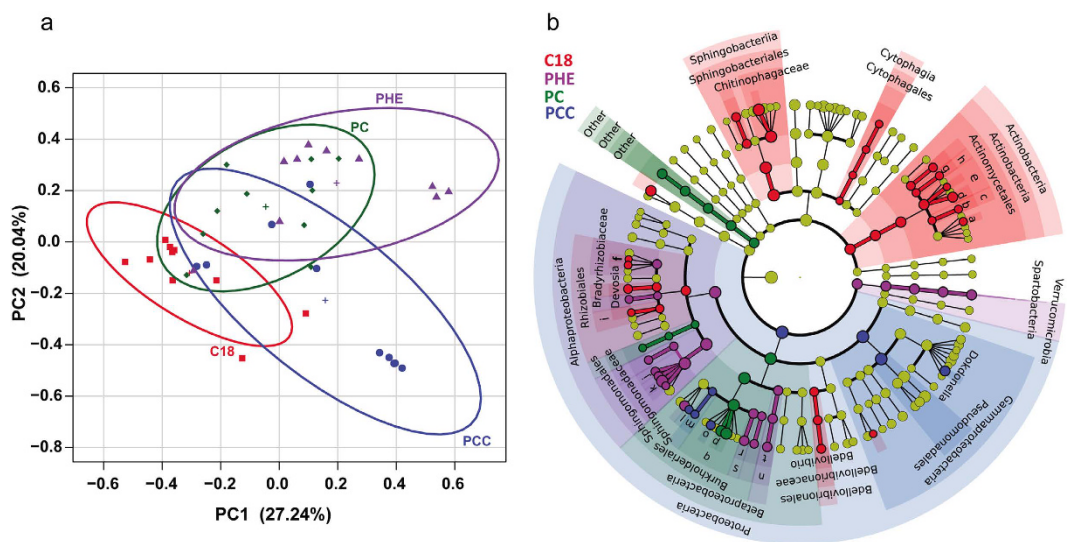 a
PHE
PC
C18
PCC
0.6
0.4
0.2
0.0
−0.2
−0.4
−0.6
−0.8
−0.6
−0.4
−0.2
0.0
0.2
0.4
0.6
PC2 (20.04%)
PC1 (27.24%)
b
C18
PHE
PC
PCC
Other
Other
Other
Sphingobacteriia
Sphingobacteriales
Chitinophagaceae
Cytophagia
Cytophagales
Actinobacteria
Actinobacteria
Actinomycetales
h
g
e
c
d
b
a
Verrucomicrobia
Spartobacteria
Dokdonella
Pseudomonadales
Gammaproteobacteria
Bdellovibrio
Bdellovibrionaceae
Bdellovibrionales
n
t
r
s
q
p
o
m
l
Burkholderiales
Betaproteobacteria
Proteobacteria
k
Sphingomonadaceae
Sphingomonadales
i
f
Devosia
Bradyrhizobiaceae
Rhizobiales
Alphaproteobacteria